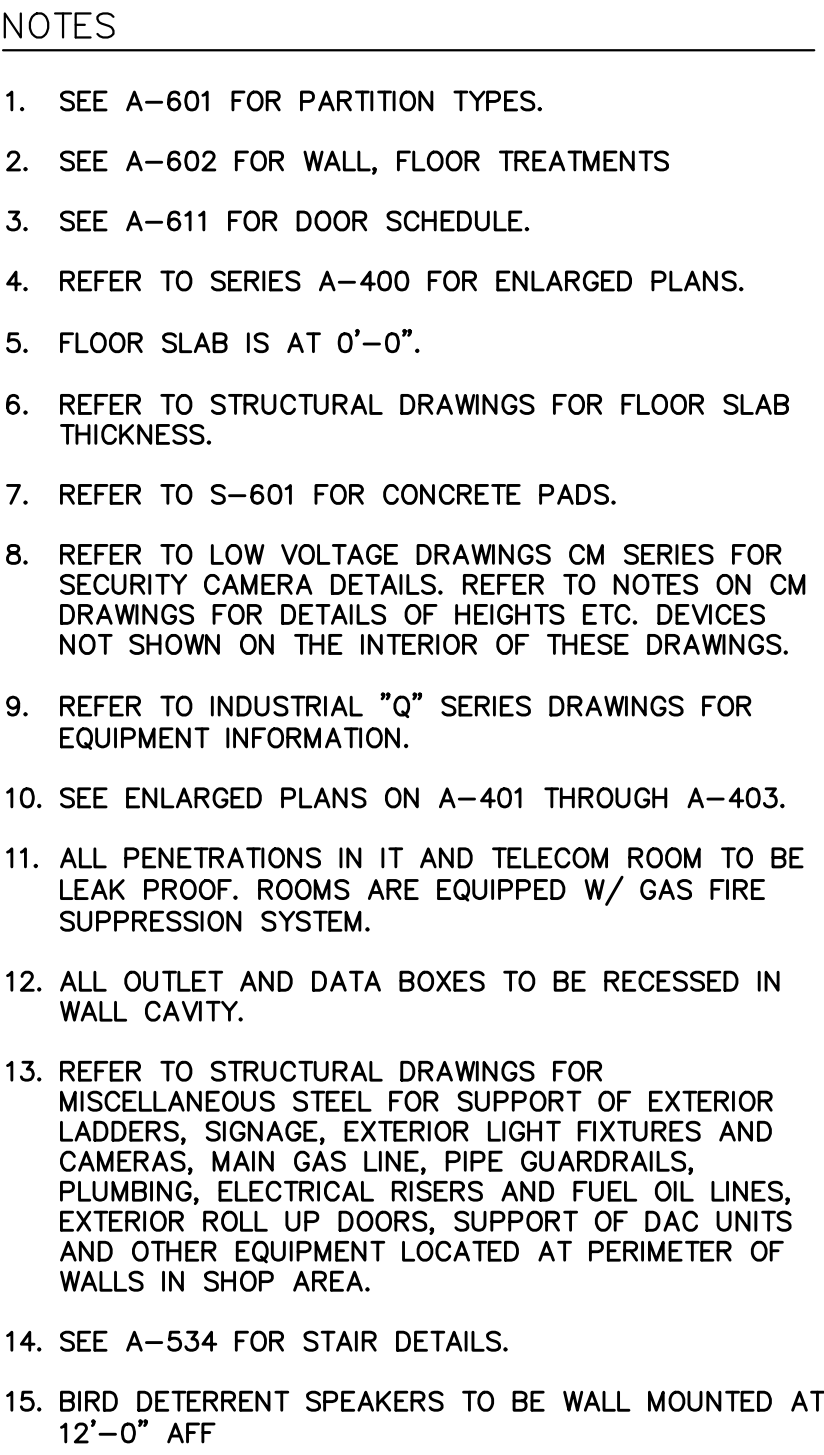 NOTES
1. SEE A-601 FOR PARTITION TYPES.
2. SEE A-602 FOR WALL, FLOOR TREATMENTS
3. SEE A-611 FOR DOOR SCHEDULE.
4. REFER TO SERIES A-400 FOR ENLARGED PLANS.
5. FLOOR SLAB IS AT 0'-0".
6. REFER TO STRUCTURAL DRAWINGS FOR FLOOR SLAB
THICKNESS.
7. REFER TO S-601 FOR CONCRETE PADS.
8. REFER TO LOW VOLTAGE DRAWINGS CM SERIES FOR
SECURITY CAMERA DETAILS. REFER TO NOTES ON CM
DRAWINGS FOR DETAILS OF HEIGHTS ETC. DEVICES
NOT SHOWN ON THE INTERIOR OF THESE DRAWINGS.
9. REFER TO INDUSTRIAL "Q" SERIES DRAWINGS FOR
EQUIPMENT INFORMATION.
10. SEE ENLARGED PLANS ON A-401 THROUGH A-403.
11. ALL PENETRATIONS IN IT AND TELECOM ROOM TO BE
LEAK PROOF. ROOMS ARE EQUIPPED W/ GAS FIRE
SUPPRESSION SYSTEM.
12. ALL OUTLET AND DATA BOXES TO BE RECESSED IN
WALL CAVITY.
13. REFER TO STRUCTURAL DRAWINGS FOR
MISCELLANEOUS STEEL FOR SUPPORT OF EXTERIOR
LADDERS, SIGNAGE, EXTERIOR LIGHT FIXTURES AND
CAMERAS, MAIN GAS LINE, PIPE GUARDRAILS,
PLUMBING, ELECTRICAL RISERS AND FUEL OIL LINES,
EXTERIOR ROLL UP DOORS, SUPPORT OF DAC UNITS
AND OTHER EQUIPMENT LOCATED AT PERIMETER OF
WALLS IN SHOP AREA.
14. SEE A-534 FOR STAIR DETAILS.
15. BIRD DETERRENT SPEAKERS TO BE WALL MOUNTED AT
12'-0" AFF